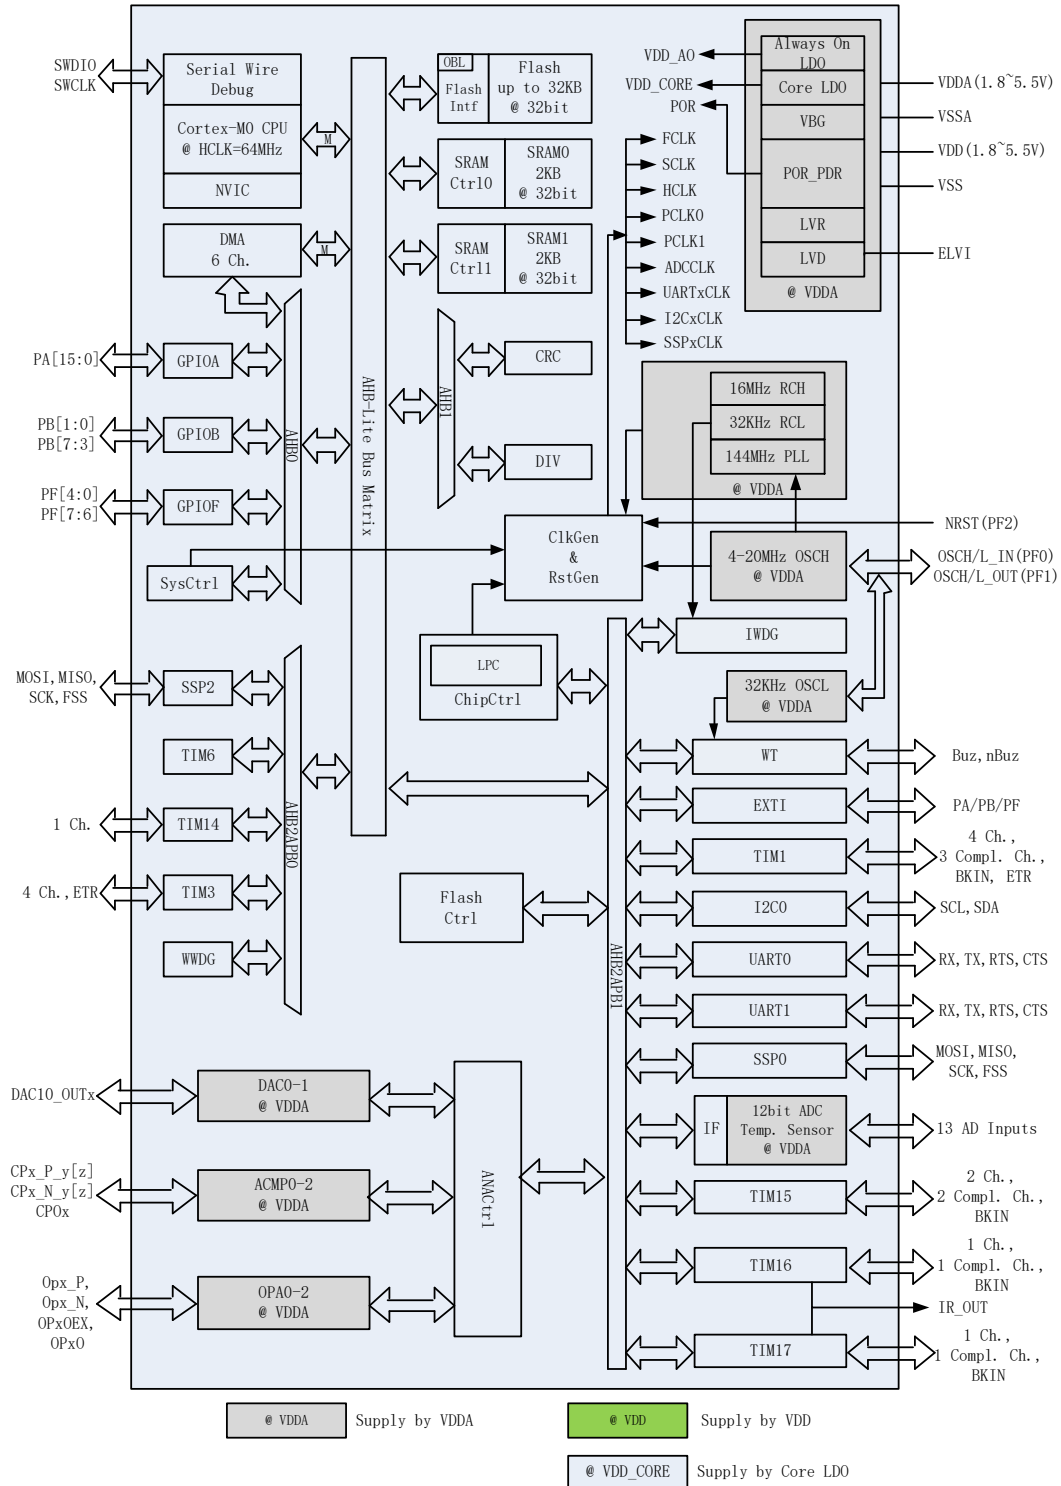 SWDIO
SWCLK
Serial Wire
Debug
Cortex-M0 CPU
@ HCLK=64MHz
NVIC
M
DMA
6 Ch.
M
OBL
Flash
Intf
Flash
up to 32KB
@ 32bit
SRAM
Ctrl0
SRAM0
2KB
@ 32bit
SRAM
Ctrl1
SRAM1
2KB
@ 32bit
VDD_AO
VDD_CORE
POR
Always On
LDO
Core LDO
VBG
POR_PDR
LVR
LVD
@ VDDA
VDDA(1.8~5.5V)
VSSA
VDD(1.8~5.5V)
VSS
ELVI
FCLK
SCLK
HCLK
PCLK0
PCLK1
ADCCLK
UARTxCLK
I2CxCLK
SSPxCLK
PA[15:0]
GPIOA
PB[1:0]
PB[7:3]
GPIOB
PF[4:0]
PF[7:6]
GPIOF
SysCtrl
AHB0
AHB-Lite Bus Matrix
AHB1
CRC
DIV
16MHz RCH
32KHz RCL
144MHz PLL
@ VDDA
ClkGen
&
RstGen
NRST(PF2)
4-20MHz OSCH
@ VDDA
OSCH/L_IN(PF0)
OSCH/L_OUT(PF1)
LPC
ChipCtrl
IWDG
32KHz OSCL
@ VDDA
MOSI,MISO,
SCK,FSS
SSP2
TIM6
1 Ch.
TIM14
4 Ch.,ETR
TIM3
WWDG
AHB2APB0
Flash
Ctrl
AHB2APB1
WT
Buz,nBuz
EXTI
PA/PB/PF
TIM1
4 Ch.,
3 Compl. Ch.,
BKIN, ETR
I2C0
SCL,SDA
UART0
RX,TX,RTS,CTS
UART1
RX,TX,RTS,CTS
SSP0
MOSI,MISO,
SCK,FSS
IF
12bit ADC
Temp. Sensor
@ VDDA
13 AD Inputs
TIM15
2 Ch.,
2 Compl. Ch.,
BKIN
TIM16
1 Ch.,
1 Compl. Ch.,
BKIN
IR_OUT
TIM17
1 Ch.,
1 Compl. Ch.,
BKIN
DAC10_OUTx
DAC0-1
@ VDDA
CPx_P_y[z]
CPx_N_y[z]
CPOx
ACMP0-2
@ VDDA
Opx_P,
Opx_N,
OPxOEX,
OPxO
OPA0-2
@ VDDA
ANACtrl
@ VDDA
Supply by VDDA
@ VDD
Supply by VDD
@ VDD_CORE
Supply by Core LDO